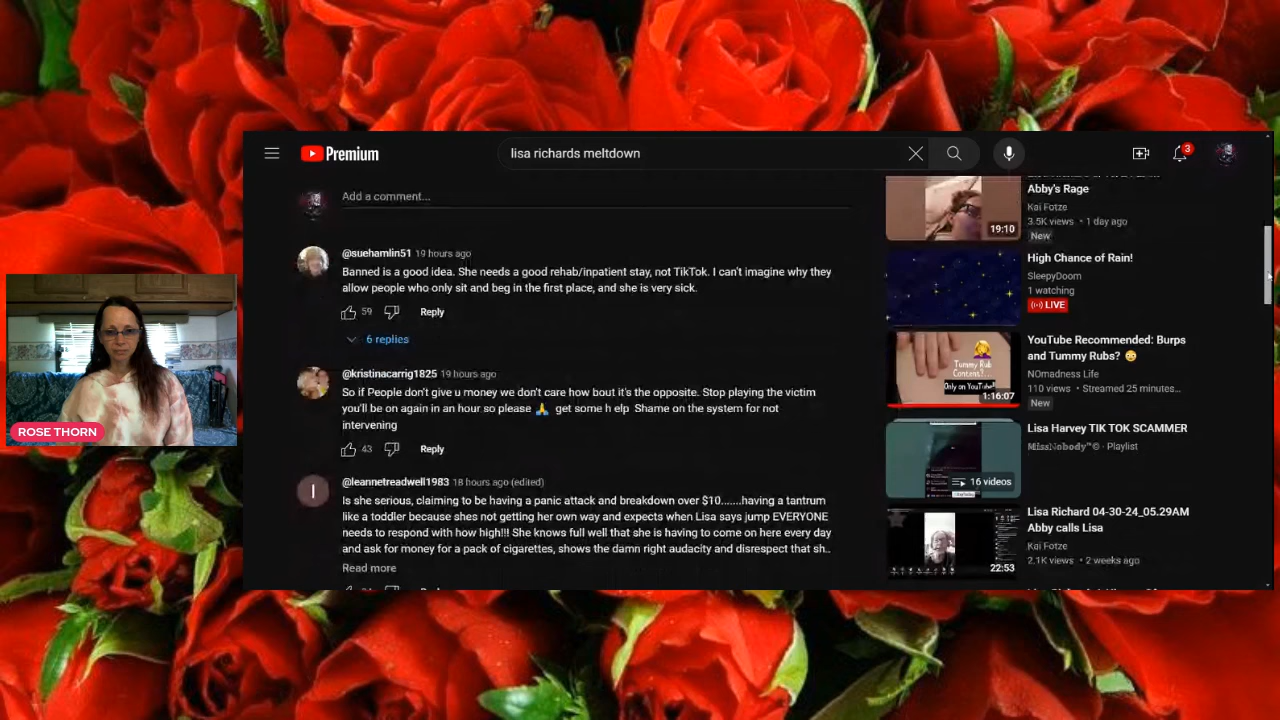 Premium
lisa richards meltdown
3
Add a comment...
@suehamlin51 19 hours ago
Banned is a good idea. She needs a good rehab/inpatient stay, not TikTok. I can't imagine why they
allow people who only sit and beg in the first place, and she is very sick.
59
Reply
6 replies
@kristinacarrig1825 19 hours ago
So if People don't give u money we don't care how bout it's the opposite. Stop playing the victim
you'll be on again in an hour so please 🙏 get some h elp Shame on the system for not
intervening
43
Reply
I
@leannetreadwell1983 18 hours ago (edited)
Is she serious, claiming to be having a panic attack and breakdown over $10.......having a tantrum
like a toddler because shes not getting her own way and expects when Lisa says jump EVERYONE
needs to respond with how high!!! She knows full well that she is having to come on here every day
and ask for money for a pack of cigarettes, shows the damn right audacity and disrespect that sh..
Read more
Abby's Rage
Kai Fotze
3.5K views • 1 day ago
New
19:10
High Chance of Rain!
SleepyDoom
1 watching
LIVE
YouTube Recommended: Burps
and Tummy Rubs? 😳
NOmadness Life
110 views • Streamed 25 minutes...
New
Tummy Rub
Content?...
Only on YouTube!
1:16:07
Lisa Harvey TIK TOK SCAMMER
MissNobody™© • Playlist
16 videos
Lisa Richard 04-30-24_05.29AM
Abby calls Lisa
Kai Fotze
2.1K views • 2 weeks ago
22:53
ROSE THORN